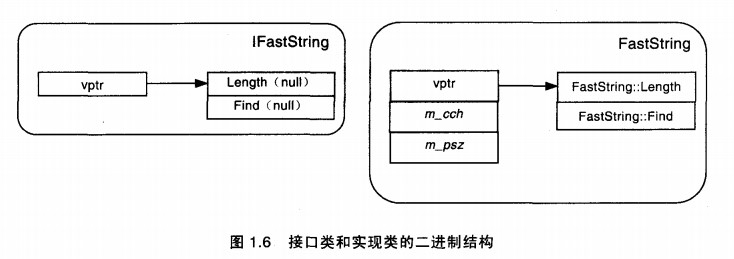 IFastString
vptr
Length（null）
Find（null）
FastString
vptr
m_cch
m_psz
FastString::Length
FastString::Find
图 1.6 接口类和实现类的二进制结构